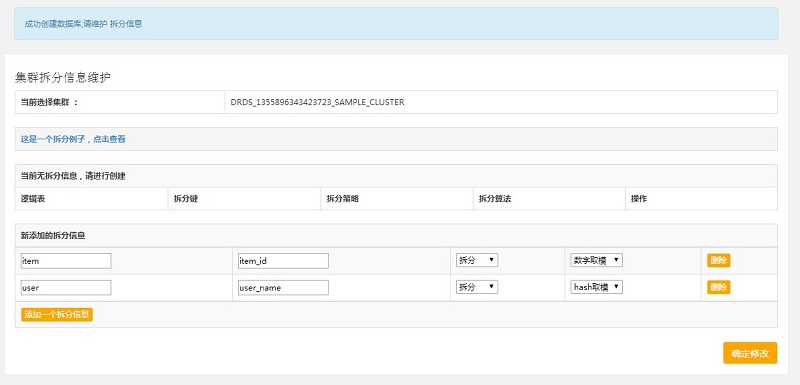 成功创建数据库,请维护 拆分信息
集群拆分信息维护
当前选择集群 ： DRDS_1355896343423723_SAMPLE_CLUSTER
这是一个拆分例子，点击查看
当前无拆分信息，请进行创建
逻辑表 拆分键 拆分策略 拆分算法 操作
新添加的拆分信息
item item_id 拆分 数字取模 删除
user user_name 拆分 hash取模 删除
添加一个拆分信息
确定修改